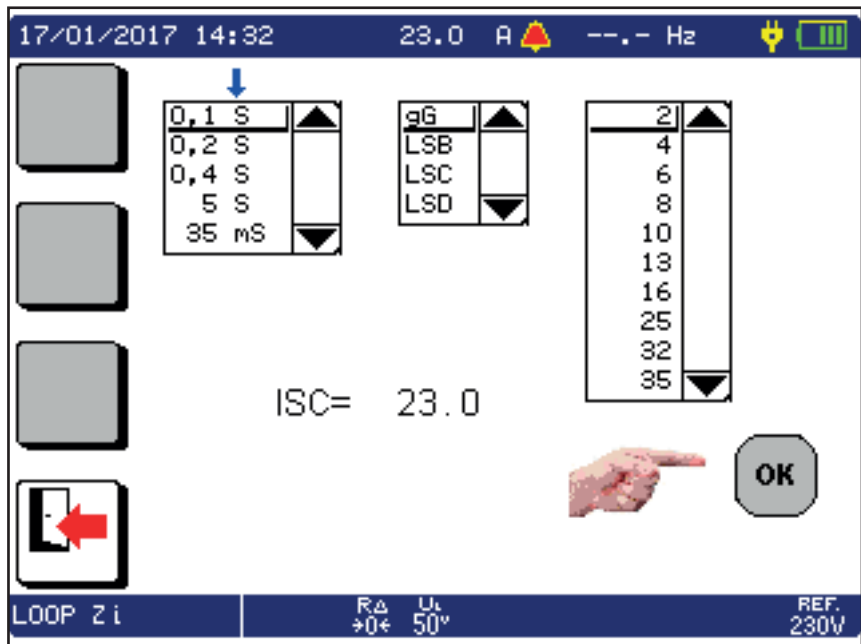 17/01/2017 14:32 23.0 A --.- Hz
0,1 S
0,2 S
0,4 S
5 S
35 mS
gG
LSB
LSC
LSD
2
4
6
8
10
13
16
25
32
35
ISC= 23.0
OK
LOOP Zi
RΔ
→0←
UL
50v
REF.
230V